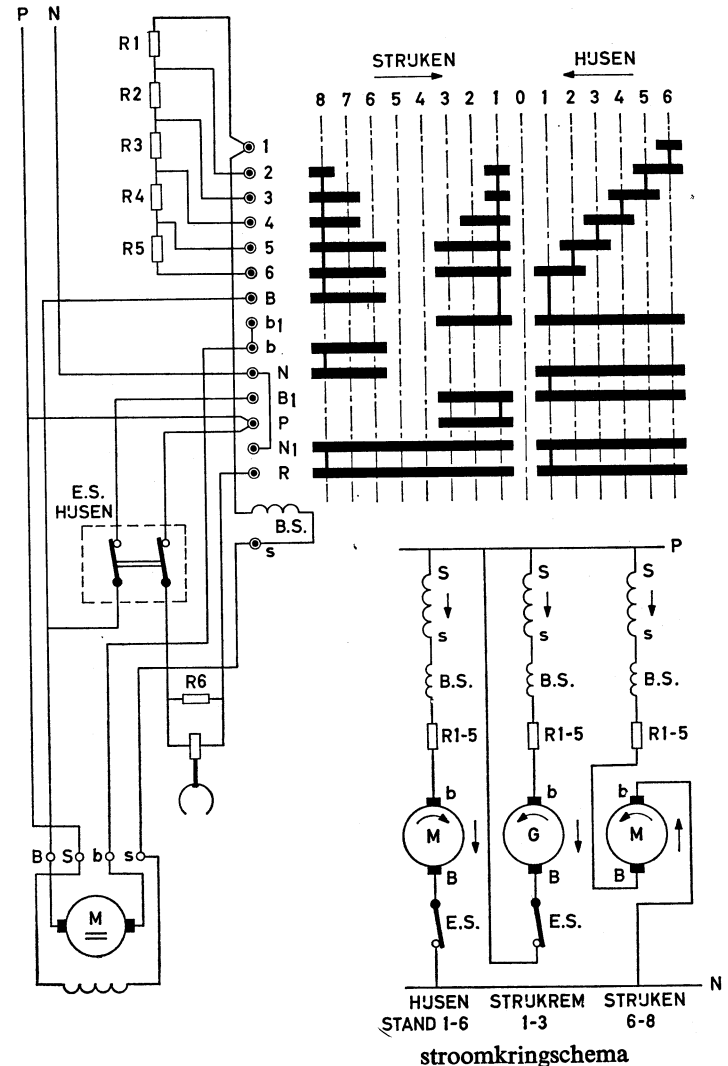 P N
R1
R2
R3
R4
R5
1
2
3
4
5
6
B
b1
b
N
B1
P
N1
R
STRIJKEN HIJSEN
8 7 6 5 4 3 2 1 0 1 2 3 4 5 6
E.S.
HIJSEN
B.S.
s
R6
B S b s
M
P
S S S
s s s
B.S. B.S. B.S.
R1-5 R1-5 R1-5
b b b
M G M
B B B
E.S. E.S.
N
HIJSEN STRIJKREM STRIJKEN
STAND 1-6 1-3 6-8
stroomkringschema